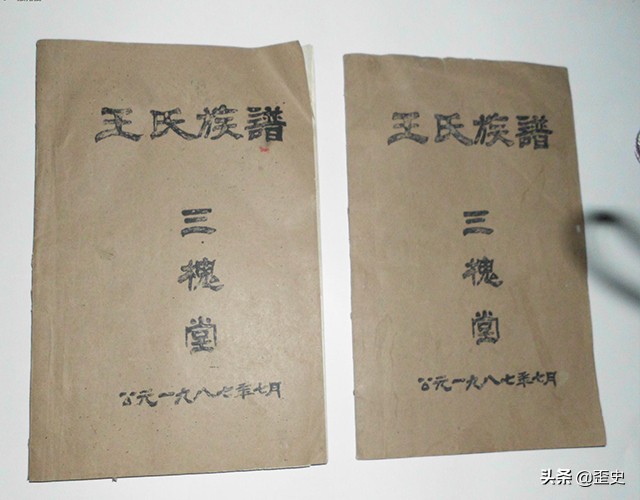 王氏族譜
三
槐
堂
公元一九八七年七月
王氏族譜
三
槐
堂
公元一九八七年七月
头条 @歪史